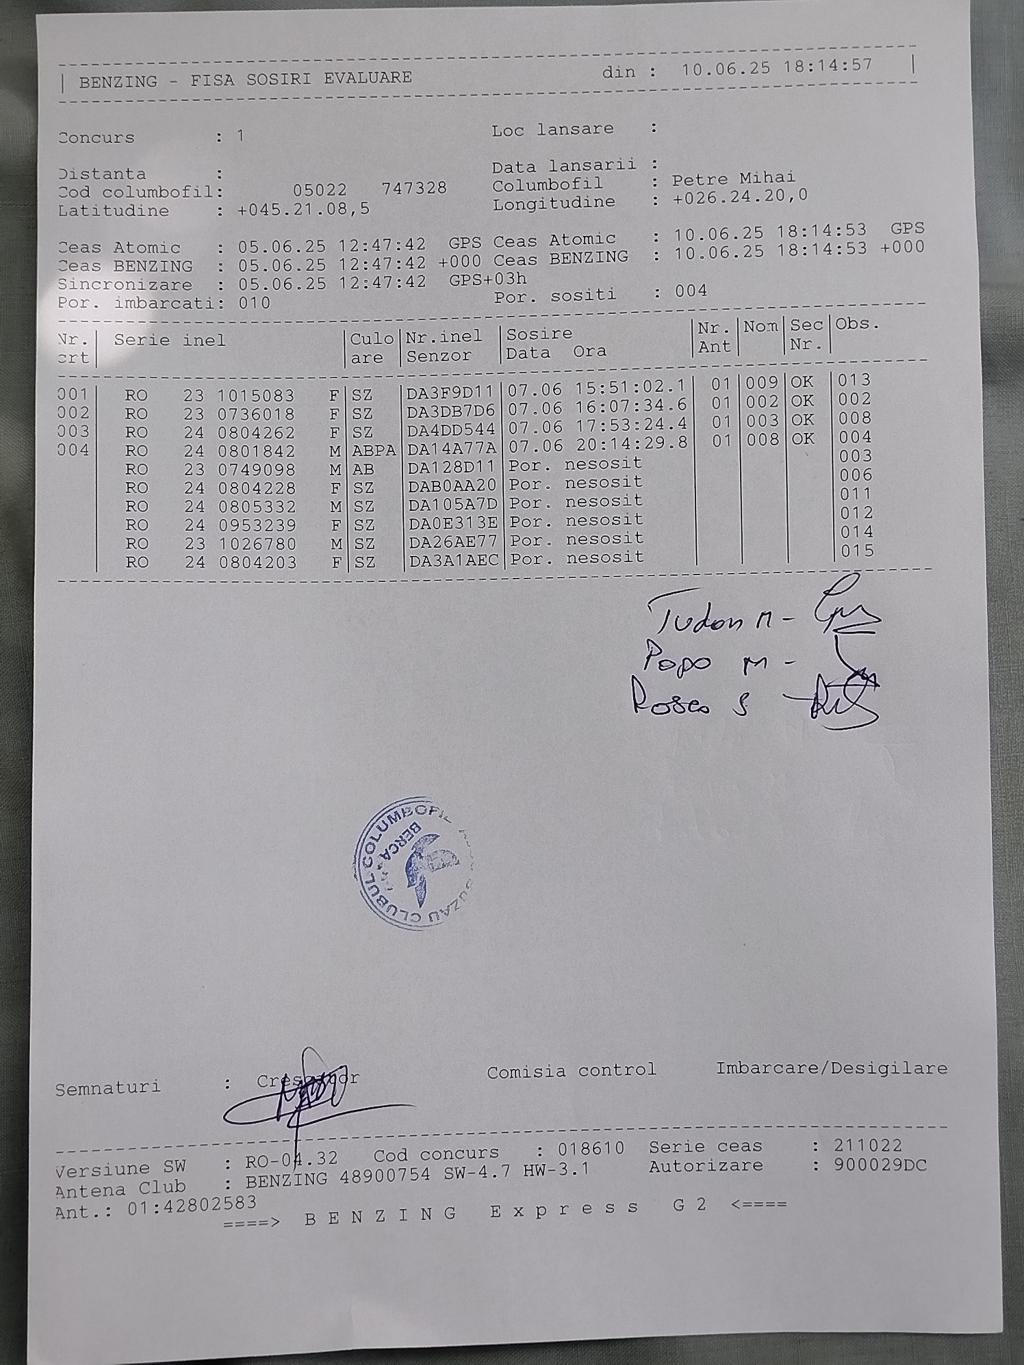 BENZING - FISA SOSIRI EVALUARE din : 10.06.25 18:14:57
Concurs : 1 Loc lansare :
Distanta : Data lansarii :
Cod columbofil: 05022 747328 Columbofil : Petre Mihai
Latitudine : +045.21.08,5 Longitudine : +026.24.20,0
Ceas Atomic : 05.06.25 12:47:42 GPS Ceas Atomic : 10.06.25 18:14:53 GPS
Ceas BENZING : 05.06.25 12:47:42 +000 Ceas BENZING : 10.06.25 18:14:53 +000
Sincronizare : 05.06.25 12:47:42 GPS+03h
Por. imbarcati: 010 Por. sositi : 004
Nr. Serie inel Culo Nr.inel Sosire Nr. Nom Sec Obs.
crt are Senzor Data Ora Ant Nr.
001 RO 23 1015083 F SZ DA3F9D11 07.06 15:51:02.1 01 009 OK 013
002 RO 23 0736018 F SZ DA3DB7D6 07.06 16:07:34.6 01 002 OK 002
003 RO 24 0804262 F SZ DA4DD544 07.06 17:53:24.4 01 003 OK 008
004 RO 24 0801842 M ABPA DA14A77A 07.06 20:14:29.8 01 008 OK 004
RO 23 0749098 M AB DA128D11 Por. nesosit 003
RO 24 0804228 F SZ DAB0AA20 Por. nesosit 006
RO 24 0805332 M SZ DA105A7D Por. nesosit 011
RO 24 0953239 F SZ DA0E313E Por. nesosit 012
RO 23 1026780 M SZ DA26AE77 Por. nesosit 014
RO 24 0804203 F SZ DA3A1AEC Por. nesosit 015
Tudon M -
Popa M -
Rosca S
CLUBUL COLUMBOFIL
BERCA
BUZAU
Semnaturi : Crescator Comisia control Imbarcare/Desigilare
Versiune SW : RO-04.32 Cod concurs : 018610 Serie ceas : 211022
Antena Club : BENZING 48900754 SW-4.7 HW-3.1 Autorizare : 900029DC
Ant.: 01:42802583
====> B E N Z I N G E x p r e s s G 2 <====